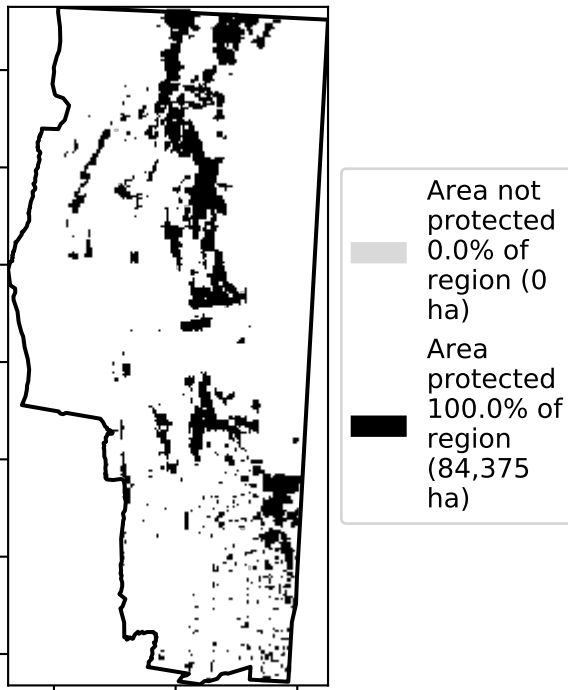 Area not
protected
0.0% of
region (0
ha)
Area
protected
100.0% of
region
(84,375
ha)